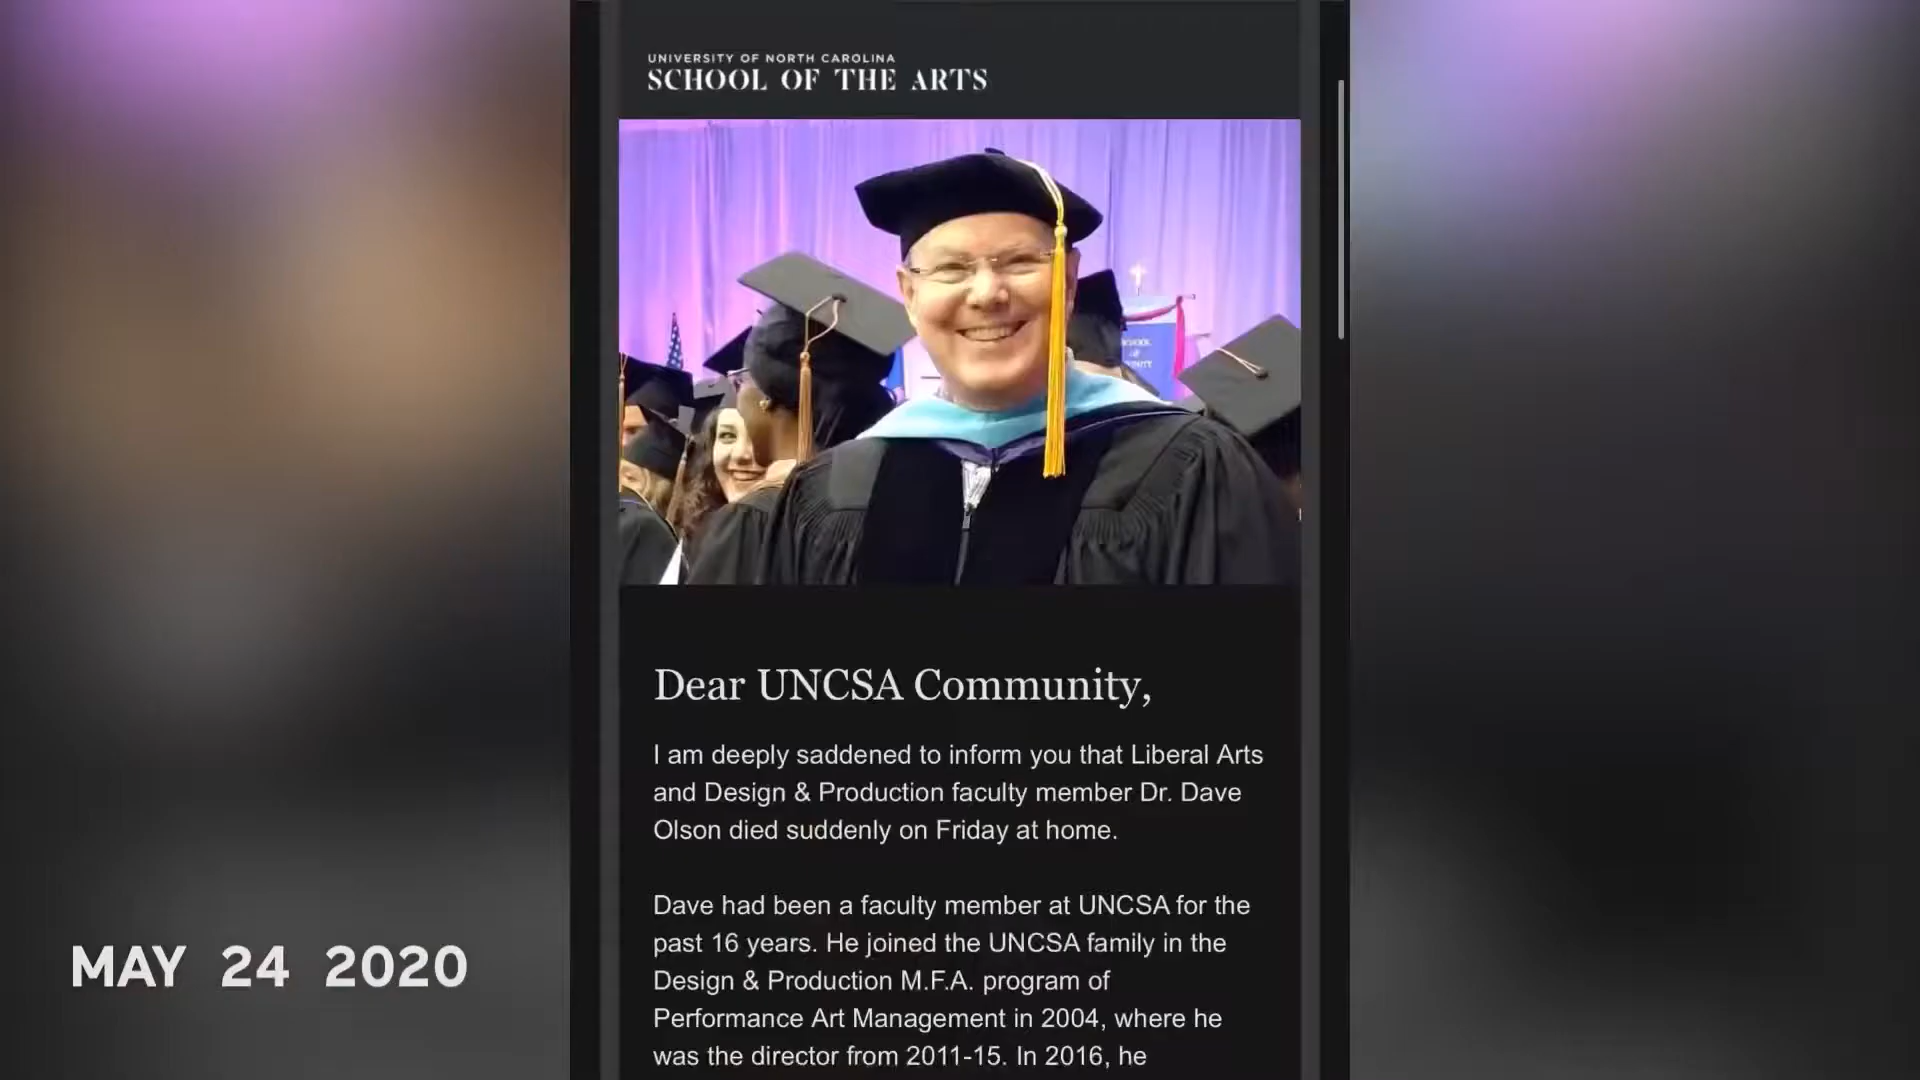 UNIVERSITY OF NORTH CAROLINA
SCHOOL OF THE ARTS
SCHOOL
OF
Dear UNCSA Community,
I am deeply saddened to inform you that Liberal Arts
and Design & Production faculty member Dr. Dave
Olson died suddenly on Friday at home.
Dave had been a faculty member at UNCSA for the
past 16 years. He joined the UNCSA family in the
Design & Production M.F.A. program of
Performance Art Management in 2004, where he
was the director from 2011-15. In 2016, he
MAY 24 2020